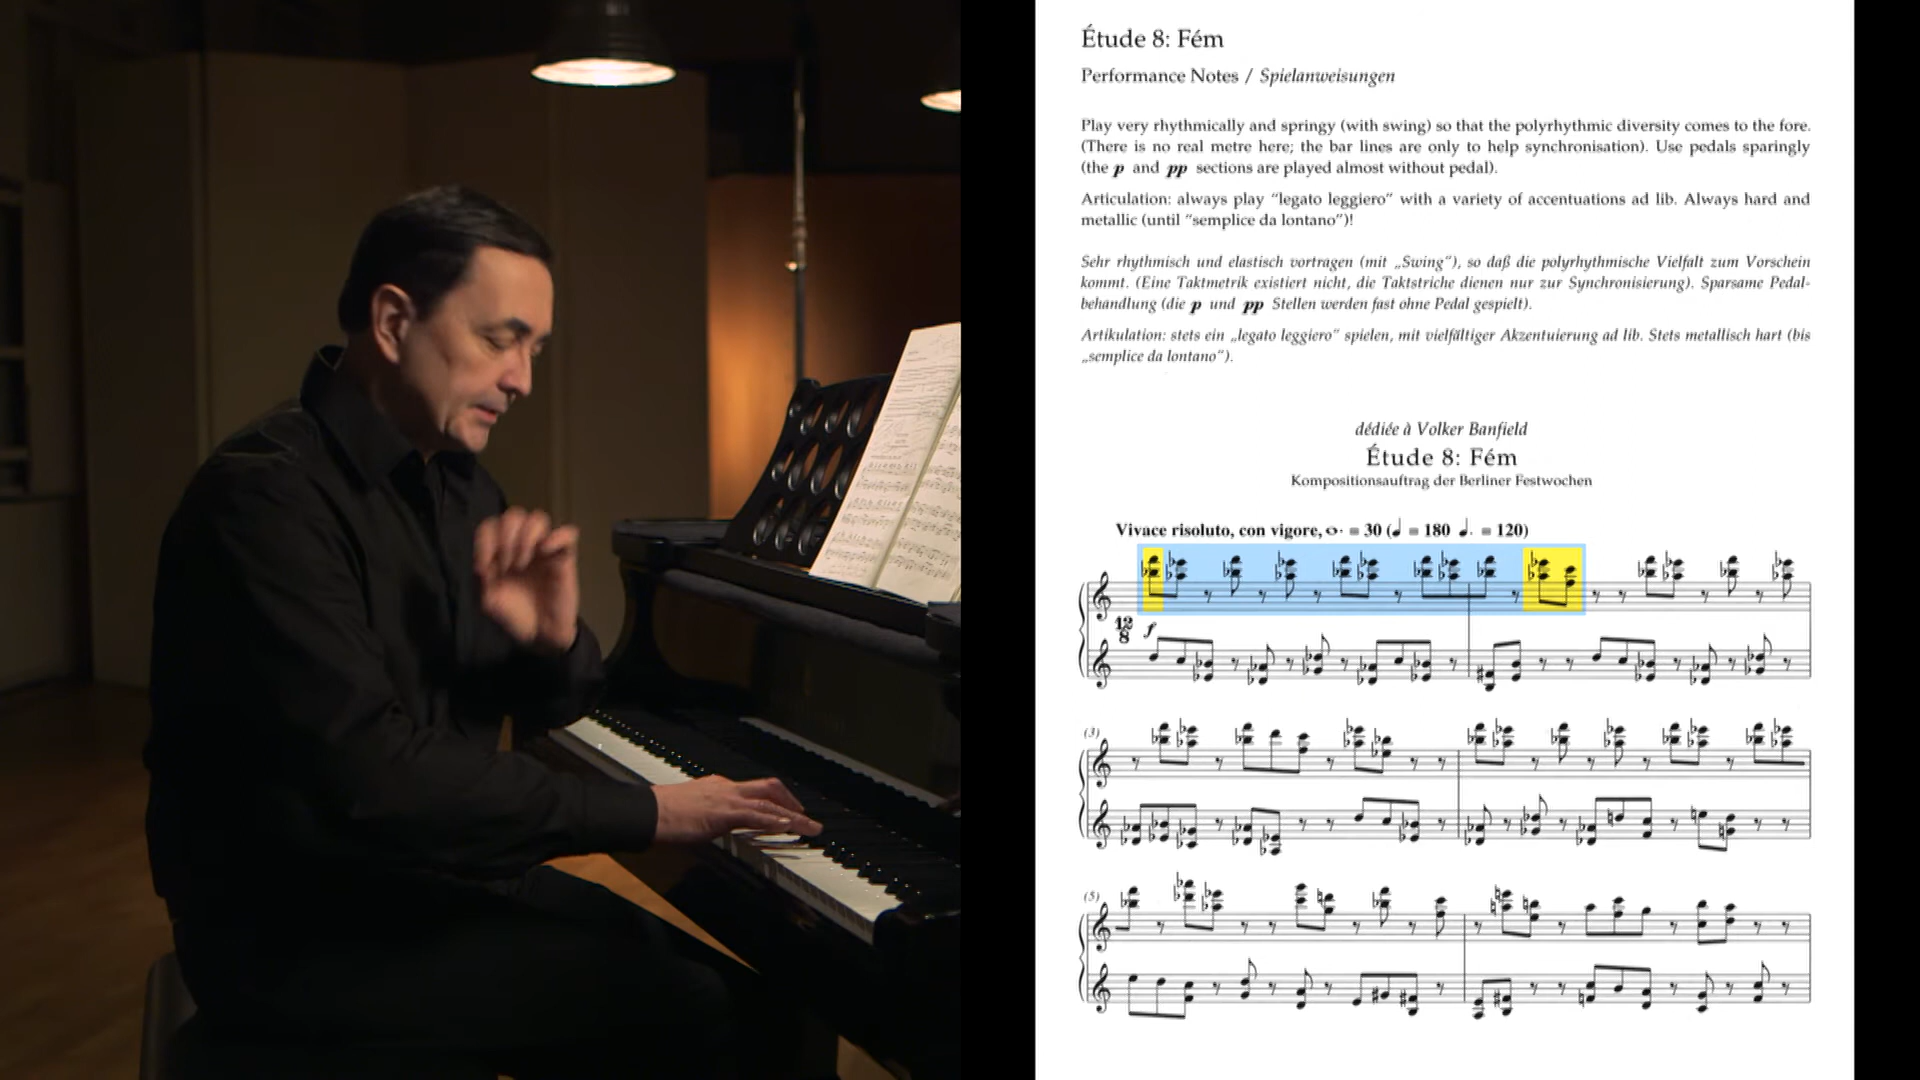 Étude 8: Fém
Performance Notes / Spielanweisungen
Play very rhythmically and springy (with swing) so that the polyrhythmic diversity comes to the fore.
(There is no real metre here; the bar lines are only to help synchronisation). Use pedals sparingly
(the p and pp sections are played almost without pedal).
Articulation: always play “legato leggiero” with a variety of accentuations ad lib. Always hard and
metallic (until “semplice da lontano”)!
Sehr rhythmisch und elastisch vortragen (mit „Swing“), so daß die polyrhythmische Vielfalt zum Vorschein
kommt. (Eine Taktmetrik existiert nicht, die Taktstriche dienen nur zur Synchronisierung). Sparsame Pedal-
behandlung (die p und pp Stellen werden fast ohne Pedal gespielt).
Artikulation: stets ein „legato leggiero“ spielen, mit vielfältiger Akzentuierung ad lib. Stets metallisch hart (bis
„semplice da lontano“).
dédiée à Volker Banfield
Étude 8: Fém
Kompositionsauftrag der Berliner Festwochen
Vivace risoluto, con vigore, 𝅝. = 30 (♩ = 180 ♩. = 120)
12
8
f
(3)
(5)